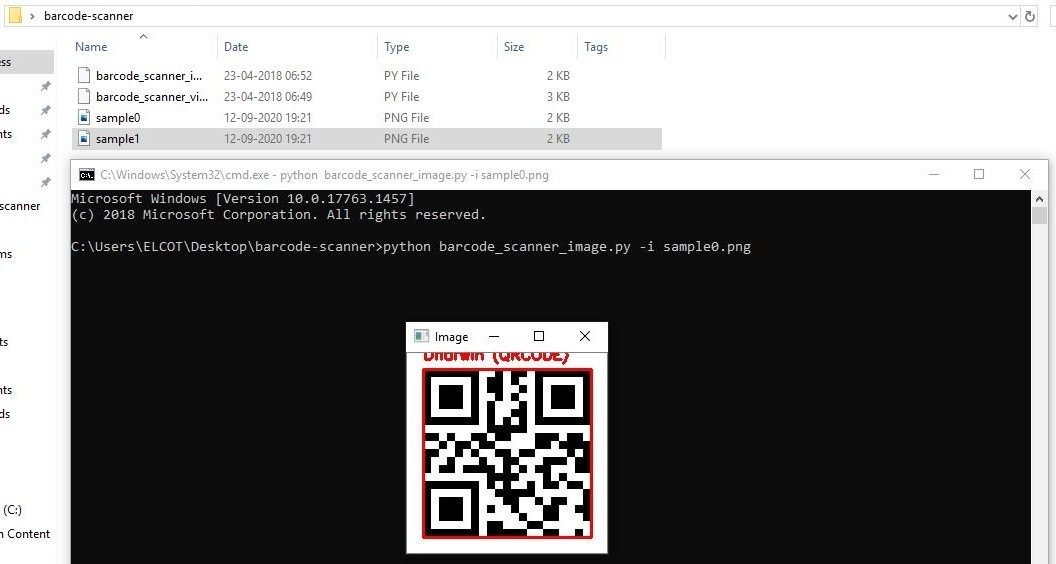 barcode-scanner
Name Date Type Size Tags
ess
barcode_scanner_i... 23-04-2018 06:52 PY File 2 KB
barcode_scanner_vi... 23-04-2018 06:49 PY File 3 KB
ds
sample0 12-09-2020 19:21 PNG File 2 KB
nts
sample1 12-09-2020 19:21 PNG File 2 KB
C:\Windows\System32\cmd.exe - python barcode_scanner_image.py -i sample0.png
Microsoft Windows [Version 10.0.17763.1457]
scanner
(c) 2018 Microsoft Corporation. All rights reserved.
C:\Users\ELCOT\Desktop\barcode-scanner>python barcode_scanner_image.py -i sample0.png
ms
ts
Image
Dharwin (QRCODE)
nts
ds
(C:)
n Content